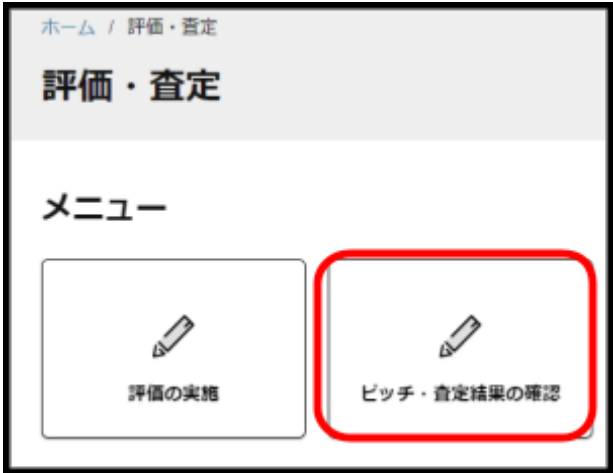 ホーム / 評価・査定
評価・査定
メニュー
評価の実施
ピッチ・査定結果の確認